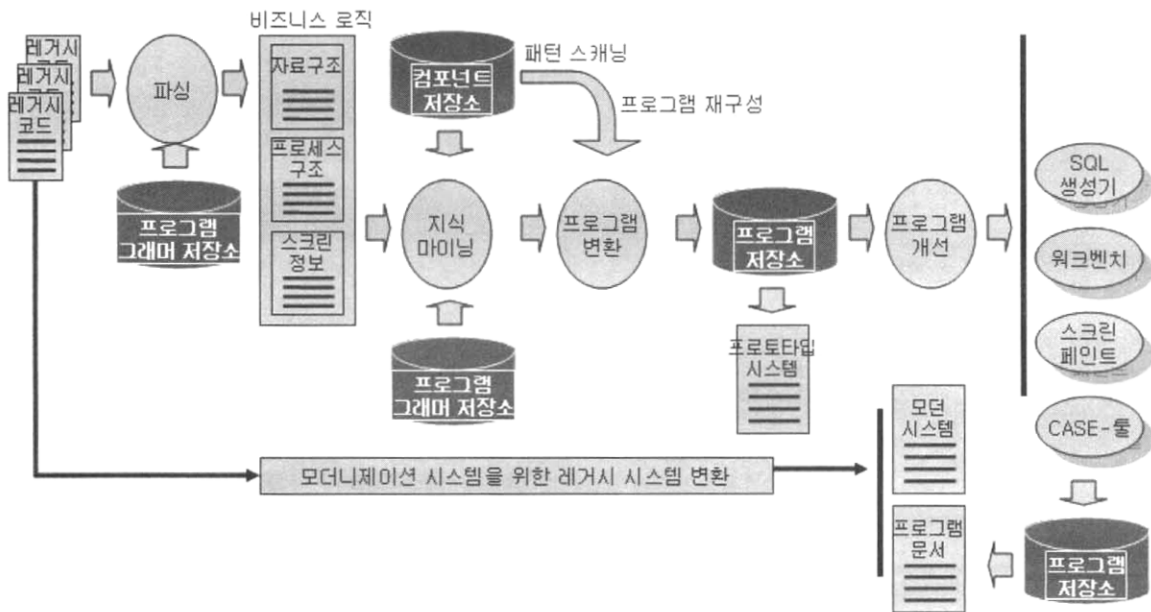 비즈니스 로직
레거시
레거시
레거시
코드
파싱
프로그램
그래머 저장소
자료구조
프로세스
구조
스크린
정보
컴포넌트
저장소
패턴 스캐닝
프로그램 재구성
지식
마이닝
프로그램
그래머 저장소
프로그램
변환
프로그램
저장소
프로토타입
시스템
프로그램
개선
SQL
생성기
워크벤치
스크린
페인트
CASE-툴
모던
시스템
모더니제이션 시스템을 위한 레거시 시스템 변환
프로그램
문서
프로그램
저장소